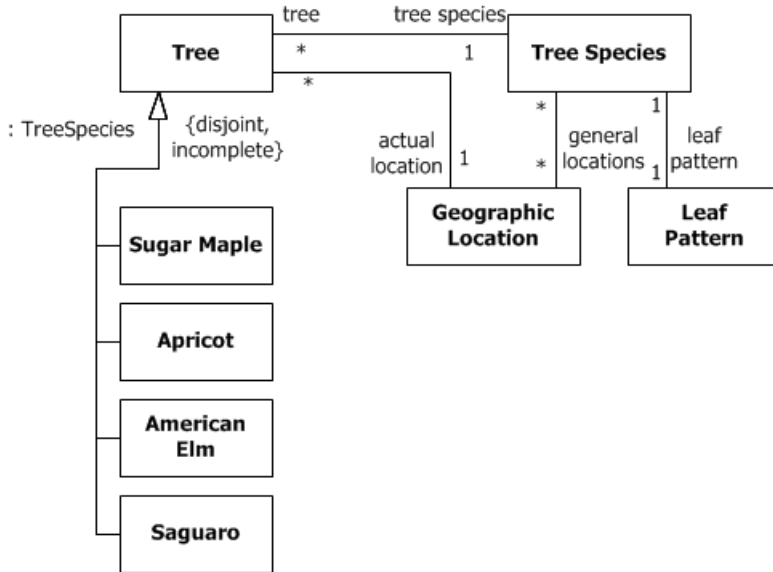 tree
tree species
Tree
*
1
Tree Species
*
: TreeSpecies
{disjoint,
incomplete}
*
1
actual
location
1
general
locations
*
leaf
pattern
1
Geographic
Location
Leaf
Pattern
Sugar Maple
Apricot
American
Elm
Saguaro